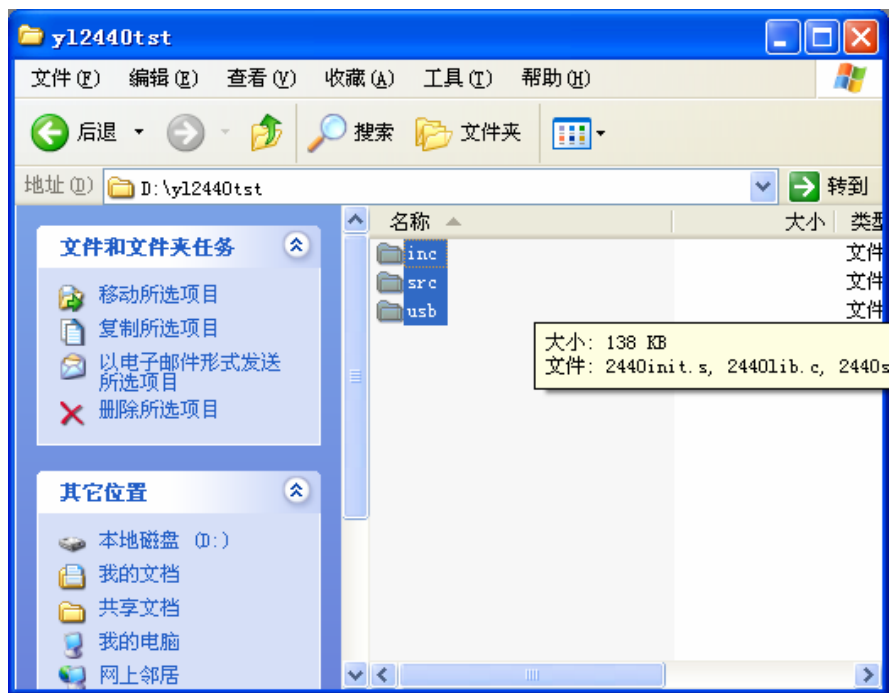 yl2440tst
文件(F) 编辑(E) 查看(V) 收藏(A) 工具(T) 帮助(H)
后退 搜索 文件夹
地址(D) D:\yl2440tst 转到
名称 大小 类型
文件和文件夹任务
移动所选项目
复制所选项目
以电子邮件形式发送
所选项目
删除所选项目
其它位置
本地磁盘 (D:)
我的文档
共享文档
我的电脑
网上邻居
inc 文件
src 文件
usb 文件
大小: 138 KB
文件: 2440init.s, 2440lib.c, 2440s